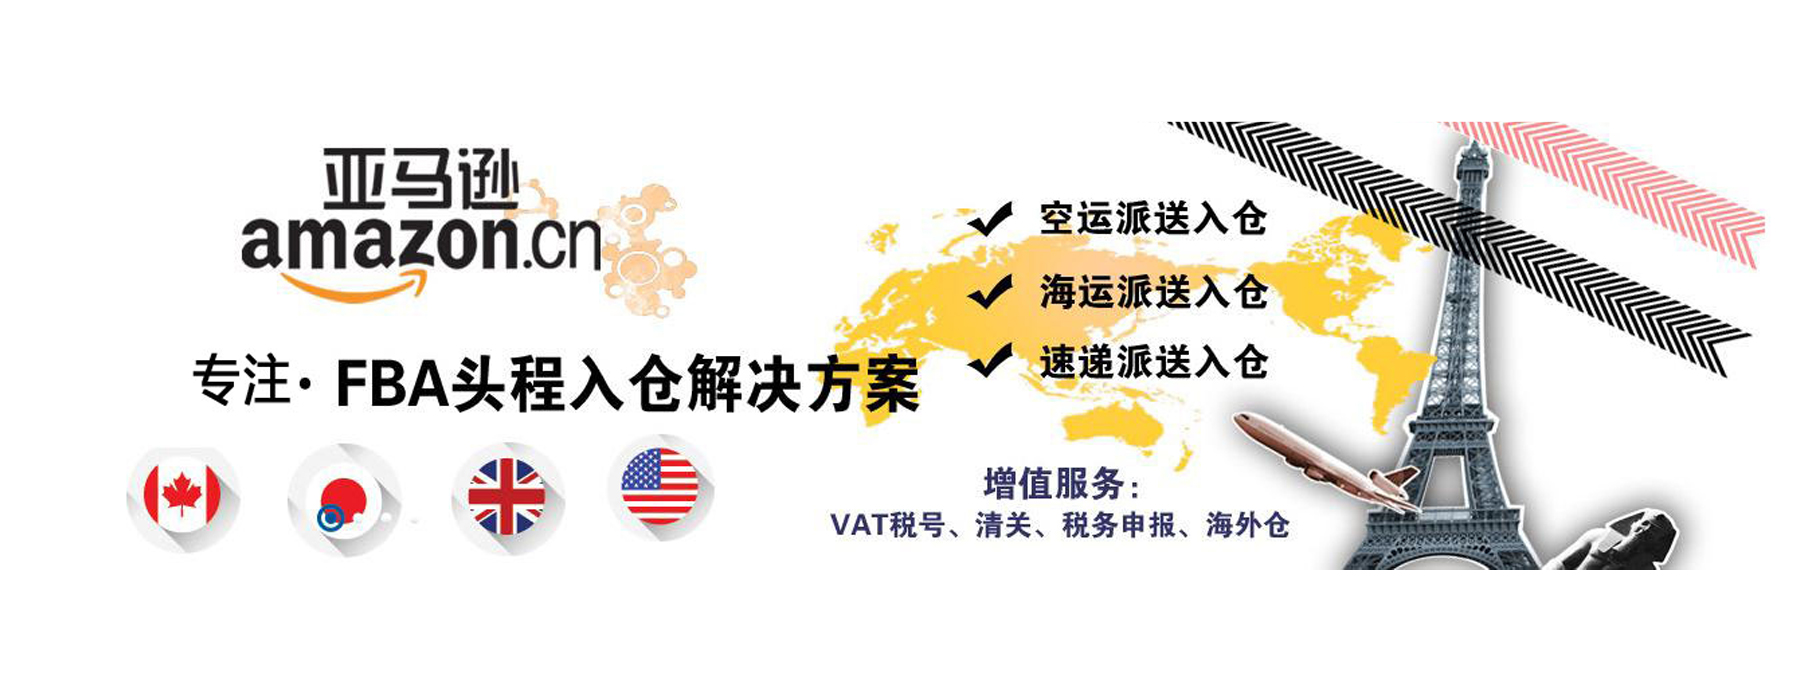 亚马逊
amazon.cn
专注·FBA头程入仓解决方案
空运派送入仓
海运派送入仓
速递派送入仓
增值服务：
VAT税号、清关、税务申报、海外仓